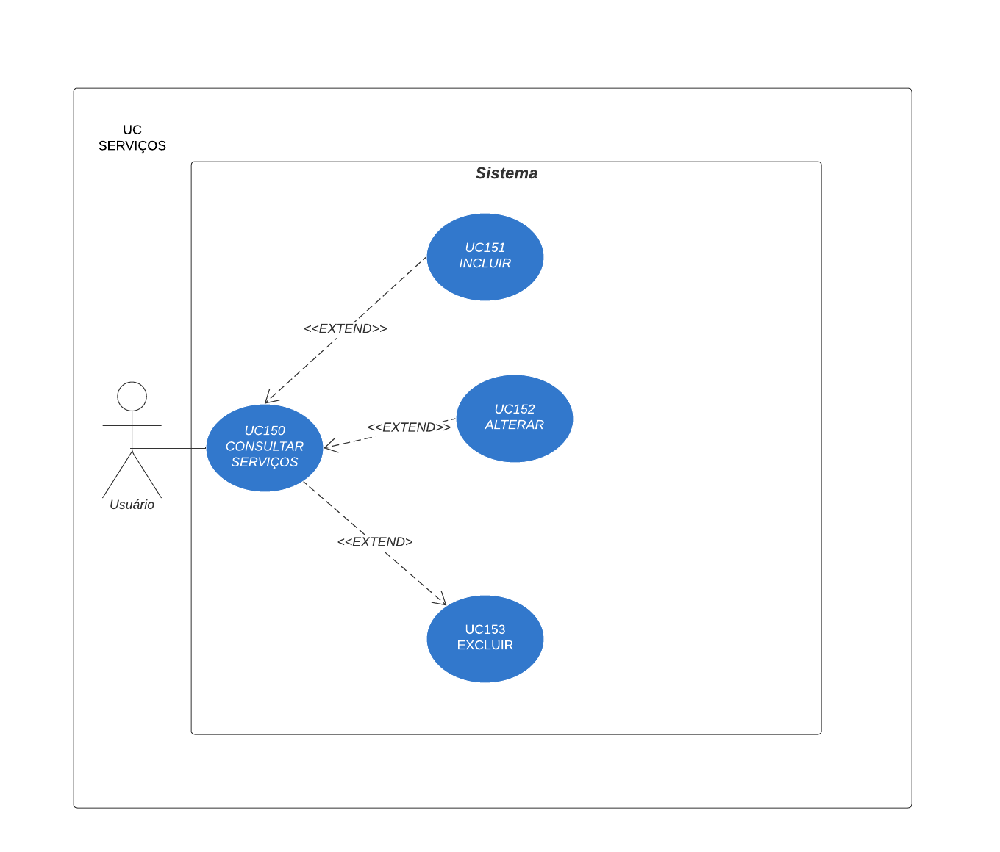 UC
SERVIÇOS
Sistema
UC151
INCLUIR
<<EXTEND>>
UC152
ALTERAR
<<EXTEND>>
UC150
CONSULTAR
SERVIÇOS
Usuário
<<EXTEND>
UC153
EXCLUIR